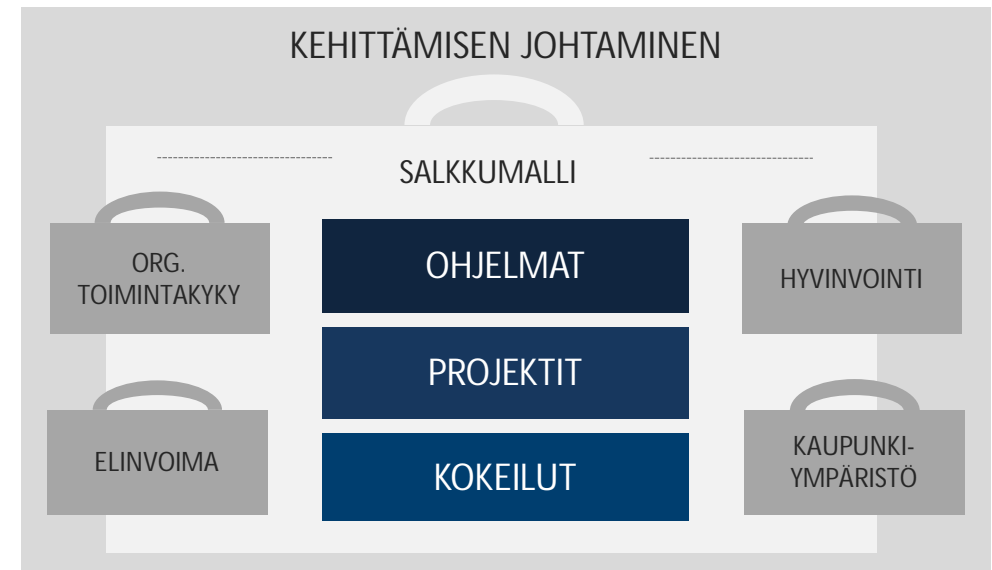 KEHITTÄMISEN JOHTAMINEN
SALKKUMALLI
ORG.
TOIMINTAKYKY
OHJELMAT
HYVINVOINTI
PROJEKTIT
ELINVOIMA
KOKEILUT
KAUPUNKI-
YMPÄRISTÖ